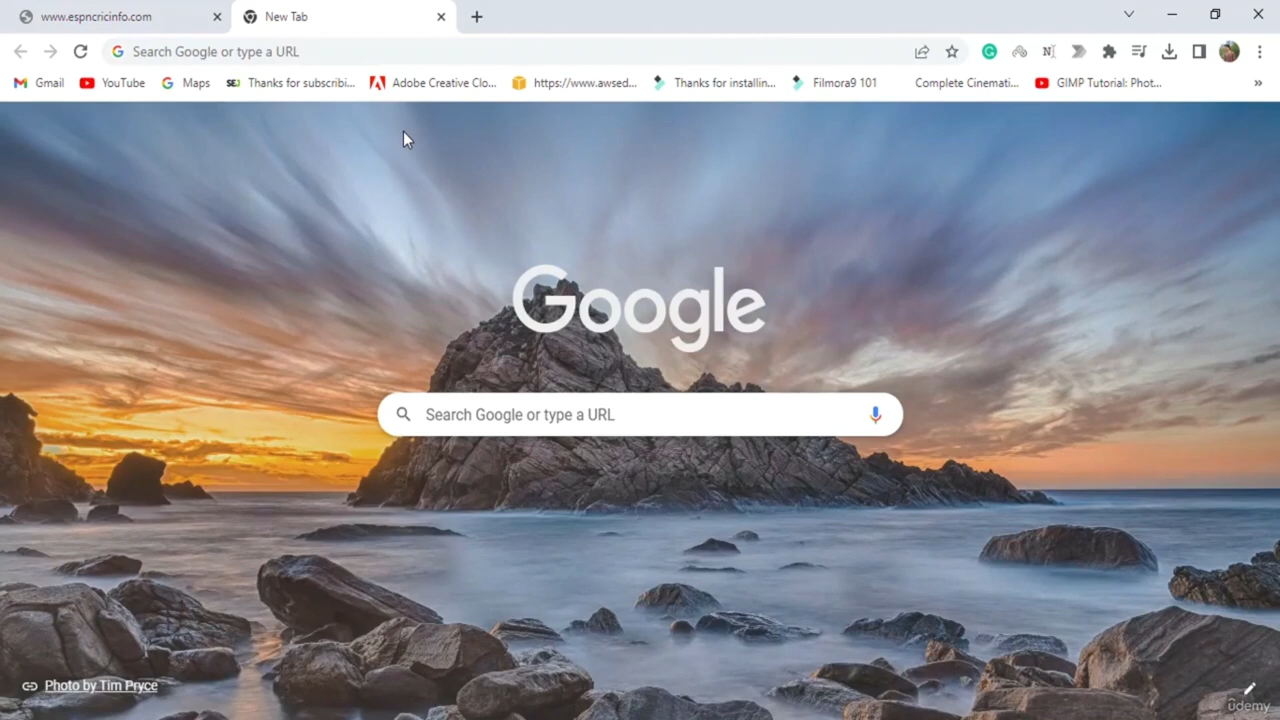 www.espncricinfo.com
New Tab
Search Google or type a URL
Gmail
YouTube
Maps
SEJ
Thanks for subscribi...
Adobe Creative Clo...
https://www.awsed...
Thanks for installin...
Filmora9 101
Complete Cinemati...
GIMP Tutorial: Phot...
»
Google
Search Google or type a URL
Photo by Tim Pryce
ûdemy